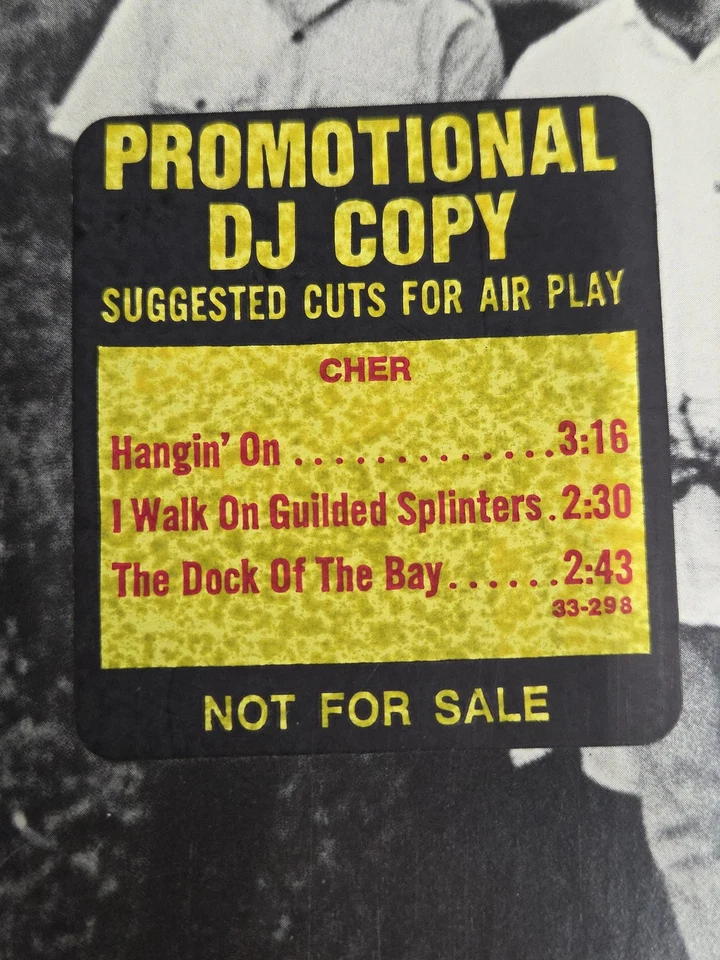 PROMOTIONAL
DJ COPY
SUGGESTED CUTS FOR AIR PLAY
CHER
Hangin' On ..............3:16
I Walk On Guilded Splinters.2:30
The Dock Of The Bay......2:43
33-298
NOT FOR SALE